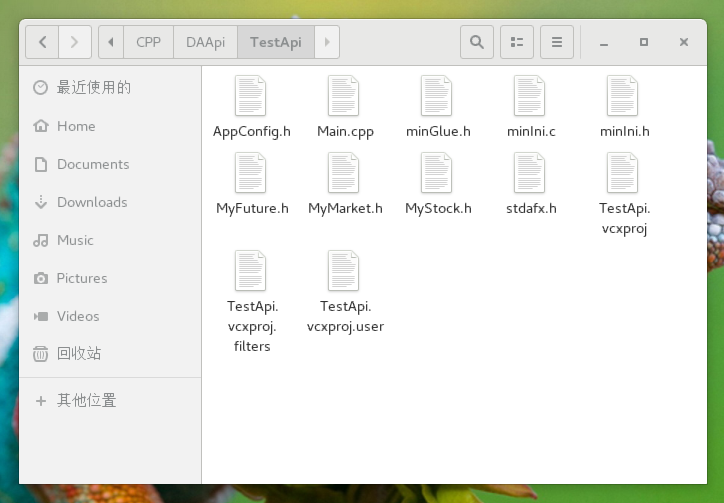 CPP DAApi TestApi
最近使用的
Home
Documents
Downloads
Music
Pictures
Videos
回收站
其他位置
AppConfig.h Main.cpp minGlue.h minIni.c minIni.h
MyFuture.h MyMarket.h MyStock.h stdafx.h TestApi.
vcxproj
TestApi. TestApi.
vcxproj. vcxproj.user
filters